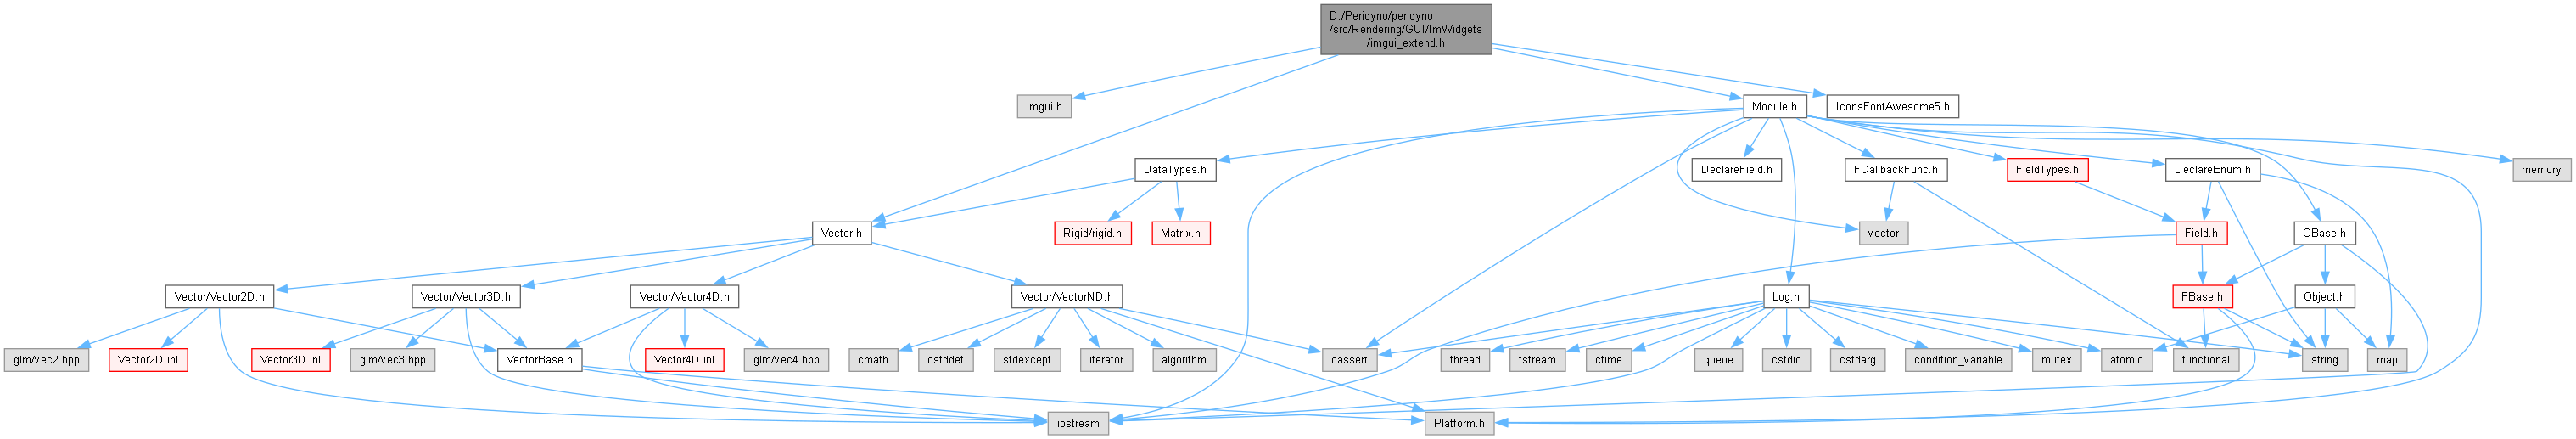 D:/Peridyno/peridyno
/src/Rendering/GUI/ImWidgets
/imgui_extend.h
imgui.h
Module.h
IconsFontAwesome5.h
DataTypes.h
DeclareField.h
FCallbackFunc.h
FieldTypes.h
DeclareEnum.h
memory
Vector.h
Rigid/rigid.h
Matrix.h
vector
Field.h
OBase.h
Vector/Vector2D.h
Vector/Vector3D.h
Vector/Vector4D.h
Vector/VectorND.h
Log.h
FBase.h
Object.h
glm/vec2.hpp
Vector2D.inl
Vector3D.inl
glm/vec3.hpp
VectorBase.h
Vector4D.inl
glm/vec4.hpp
cmath
cstddef
stdexcept
iterator
algorithm
cassert
thread
fstream
ctime
queue
cstdio
cstdarg
condition_variable
mutex
atomic
functional
string
map
iostream
Platform.h